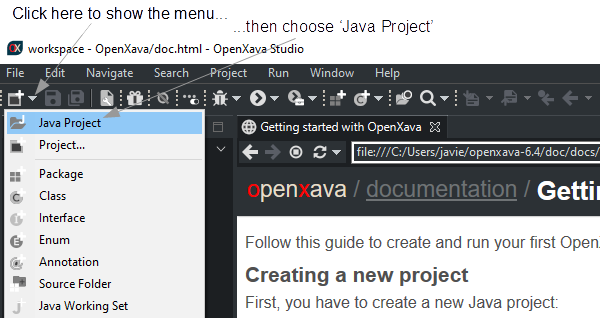 Click here to show the menu...
...then choose ‘Java Project’
workspace - OpenXava/doc.html - OpenXava Studio
File Edit Navigate Search Project Run Window Help
Java Project
Project...
Package
Class
Interface
Enum
Annotation
Source Folder
Java Working Set
Getting started with OpenXava
file:///C:/Users/javie/openxava-6.4/doc/docs/
openxava / documentation / Getti
Follow this guide to create and run your first Open
Creating a new project
First, you have to create a new Java project: